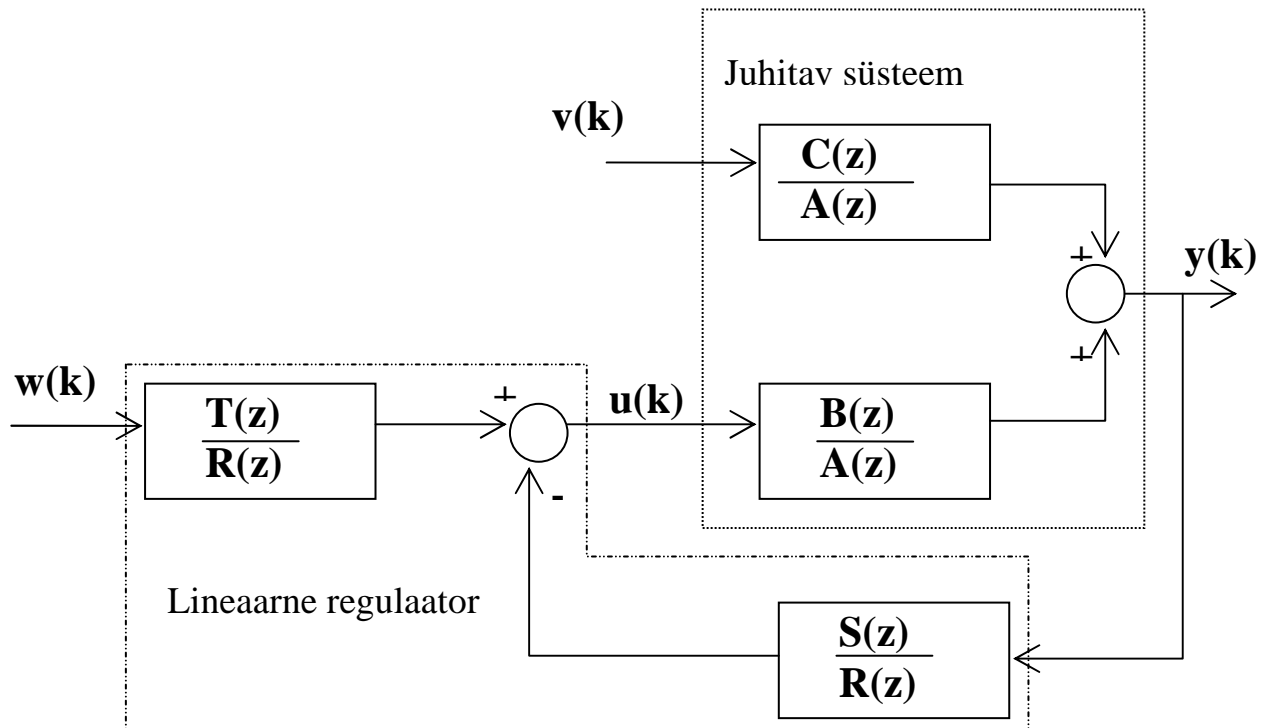 Juhitav süsteem
v(k)
C(z)
A(z)
+
y(k)
+
w(k)
T(z)
R(z)
+
u(k)
B(z)
A(z)
-
Lineaarne regulaator
S(z)
R(z)